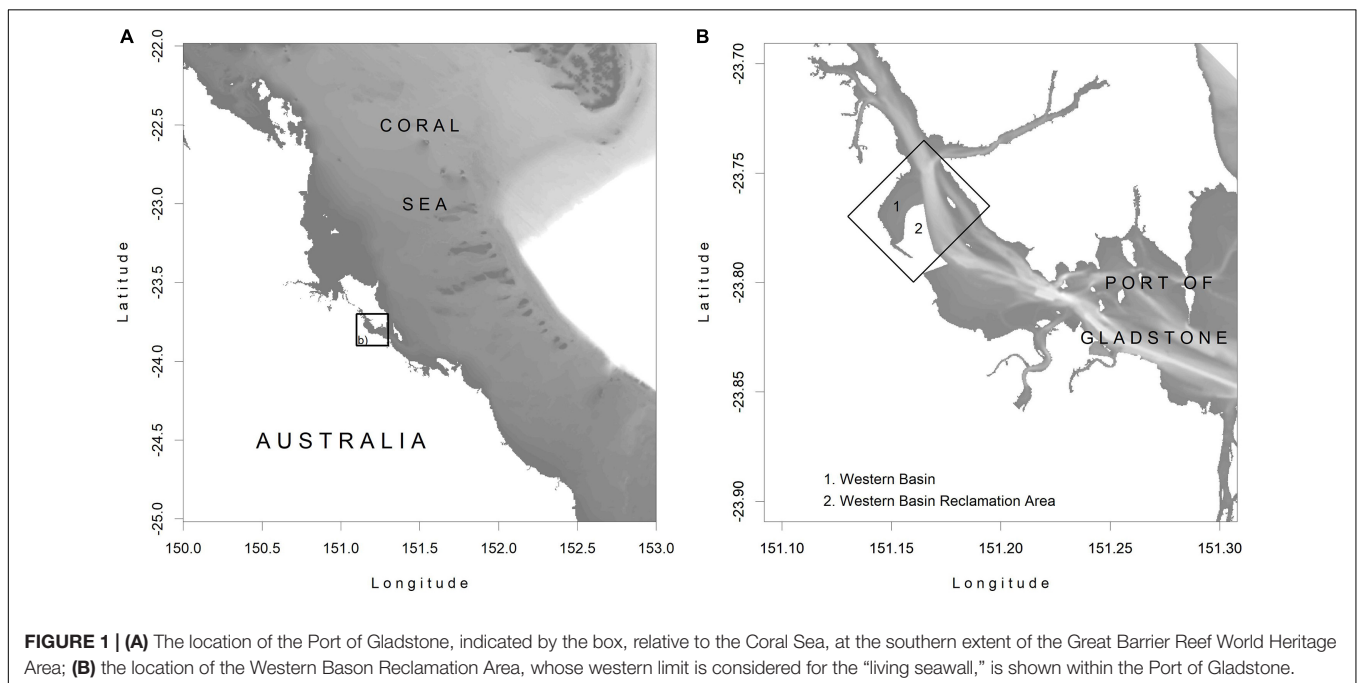 A
B
-22.0
-22.5
-23.0
-23.5
-24.0
-24.5
-25.0
Latitude
CORAL
SEA
b)
AUSTRALIA
150.0 150.5 151.0 151.5 152.0 152.5 153.0
Longitude
-23.70
-23.75
-23.80
-23.85
-23.90
Latitude
1
2
PORT OF
GLADSTONE
1. Western Basin
2. Western Basin Reclamation Area
151.10 151.15 151.20 151.25 151.30
Longitude
FIGURE 1 | (A) The location of the Port of Gladstone, indicated by the box, relative to the Coral Sea, at the southern extent of the Great Barrier Reef World Heritage
Area; (B) the location of the Western Bason Reclamation Area, whose western limit is considered for the “living seawall,” is shown within the Port of Gladstone.